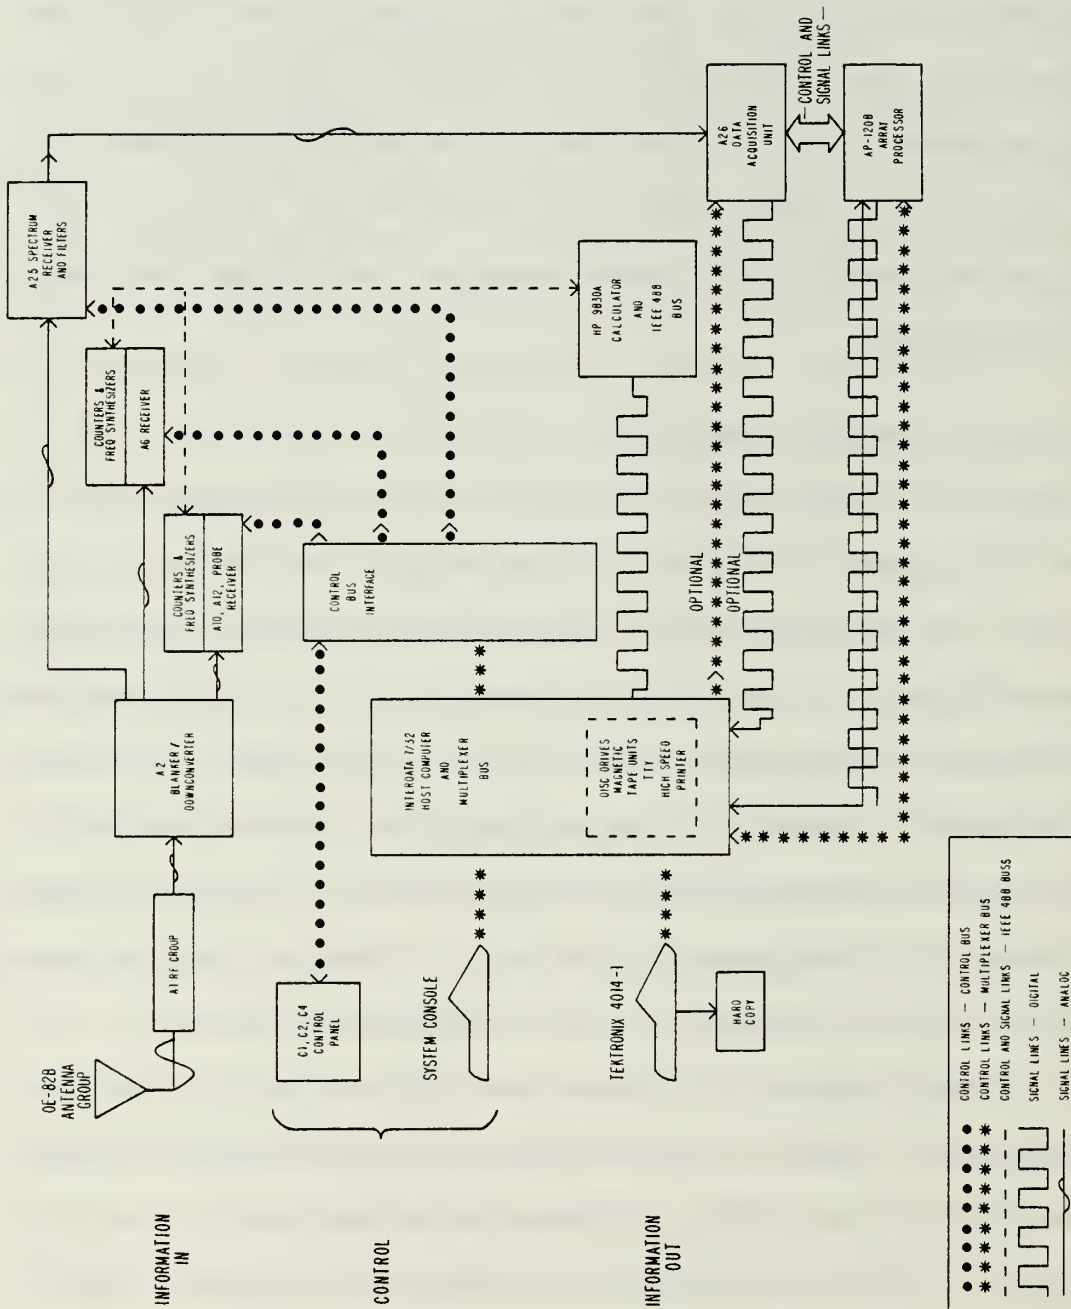 INFORMATION
IN
CONTROL
INFORMATION
OUT
OE-82B
ANTENNA
GROUP
A1 RF GROUP
A2
BLANKER /
DOWNCONVERTER
COUNTERS &
FREQ SYNTHESIZERS
A10, A12, PROBE
RECEIVER
COUNTERS &
FREQ SYNTHESIZERS
A6 RECEIVER
A25 SPECTRUM
RECEIVER
AND FILTERS
C1, C2, C4
CONTROL
PANEL
CONTROL
BUS
INTERFACE
SYSTEM CONSOLE
INTERDATA 7/32
HOST COMPUTER
AND
MULTIPLEXER
BUS
DISC DRIVES
MAGNETIC
TAPE UNITS
TTY
HIGH SPEED
PRINTER
HP 9830A
CALCULATOR
AND
IEEE 488
BUS
TEKTRONIX 4014-1
HARD
COPY
OPTIONAL
OPTIONAL
A26
DATA
ACQUISITION
UNIT
— CONTROL AND
SIGNAL LINKS —
AP-120B
ARRAY
PROCESSOR
CONTROL LINKS — CONTROL BUS
CONTROL LINKS — MULTIPLEXER BUS
CONTROL AND SIGNAL LINKS — IEEE 488 BUSS
SIGNAL LINES — DIGITAL
SIGNAL LINES — ANALOG